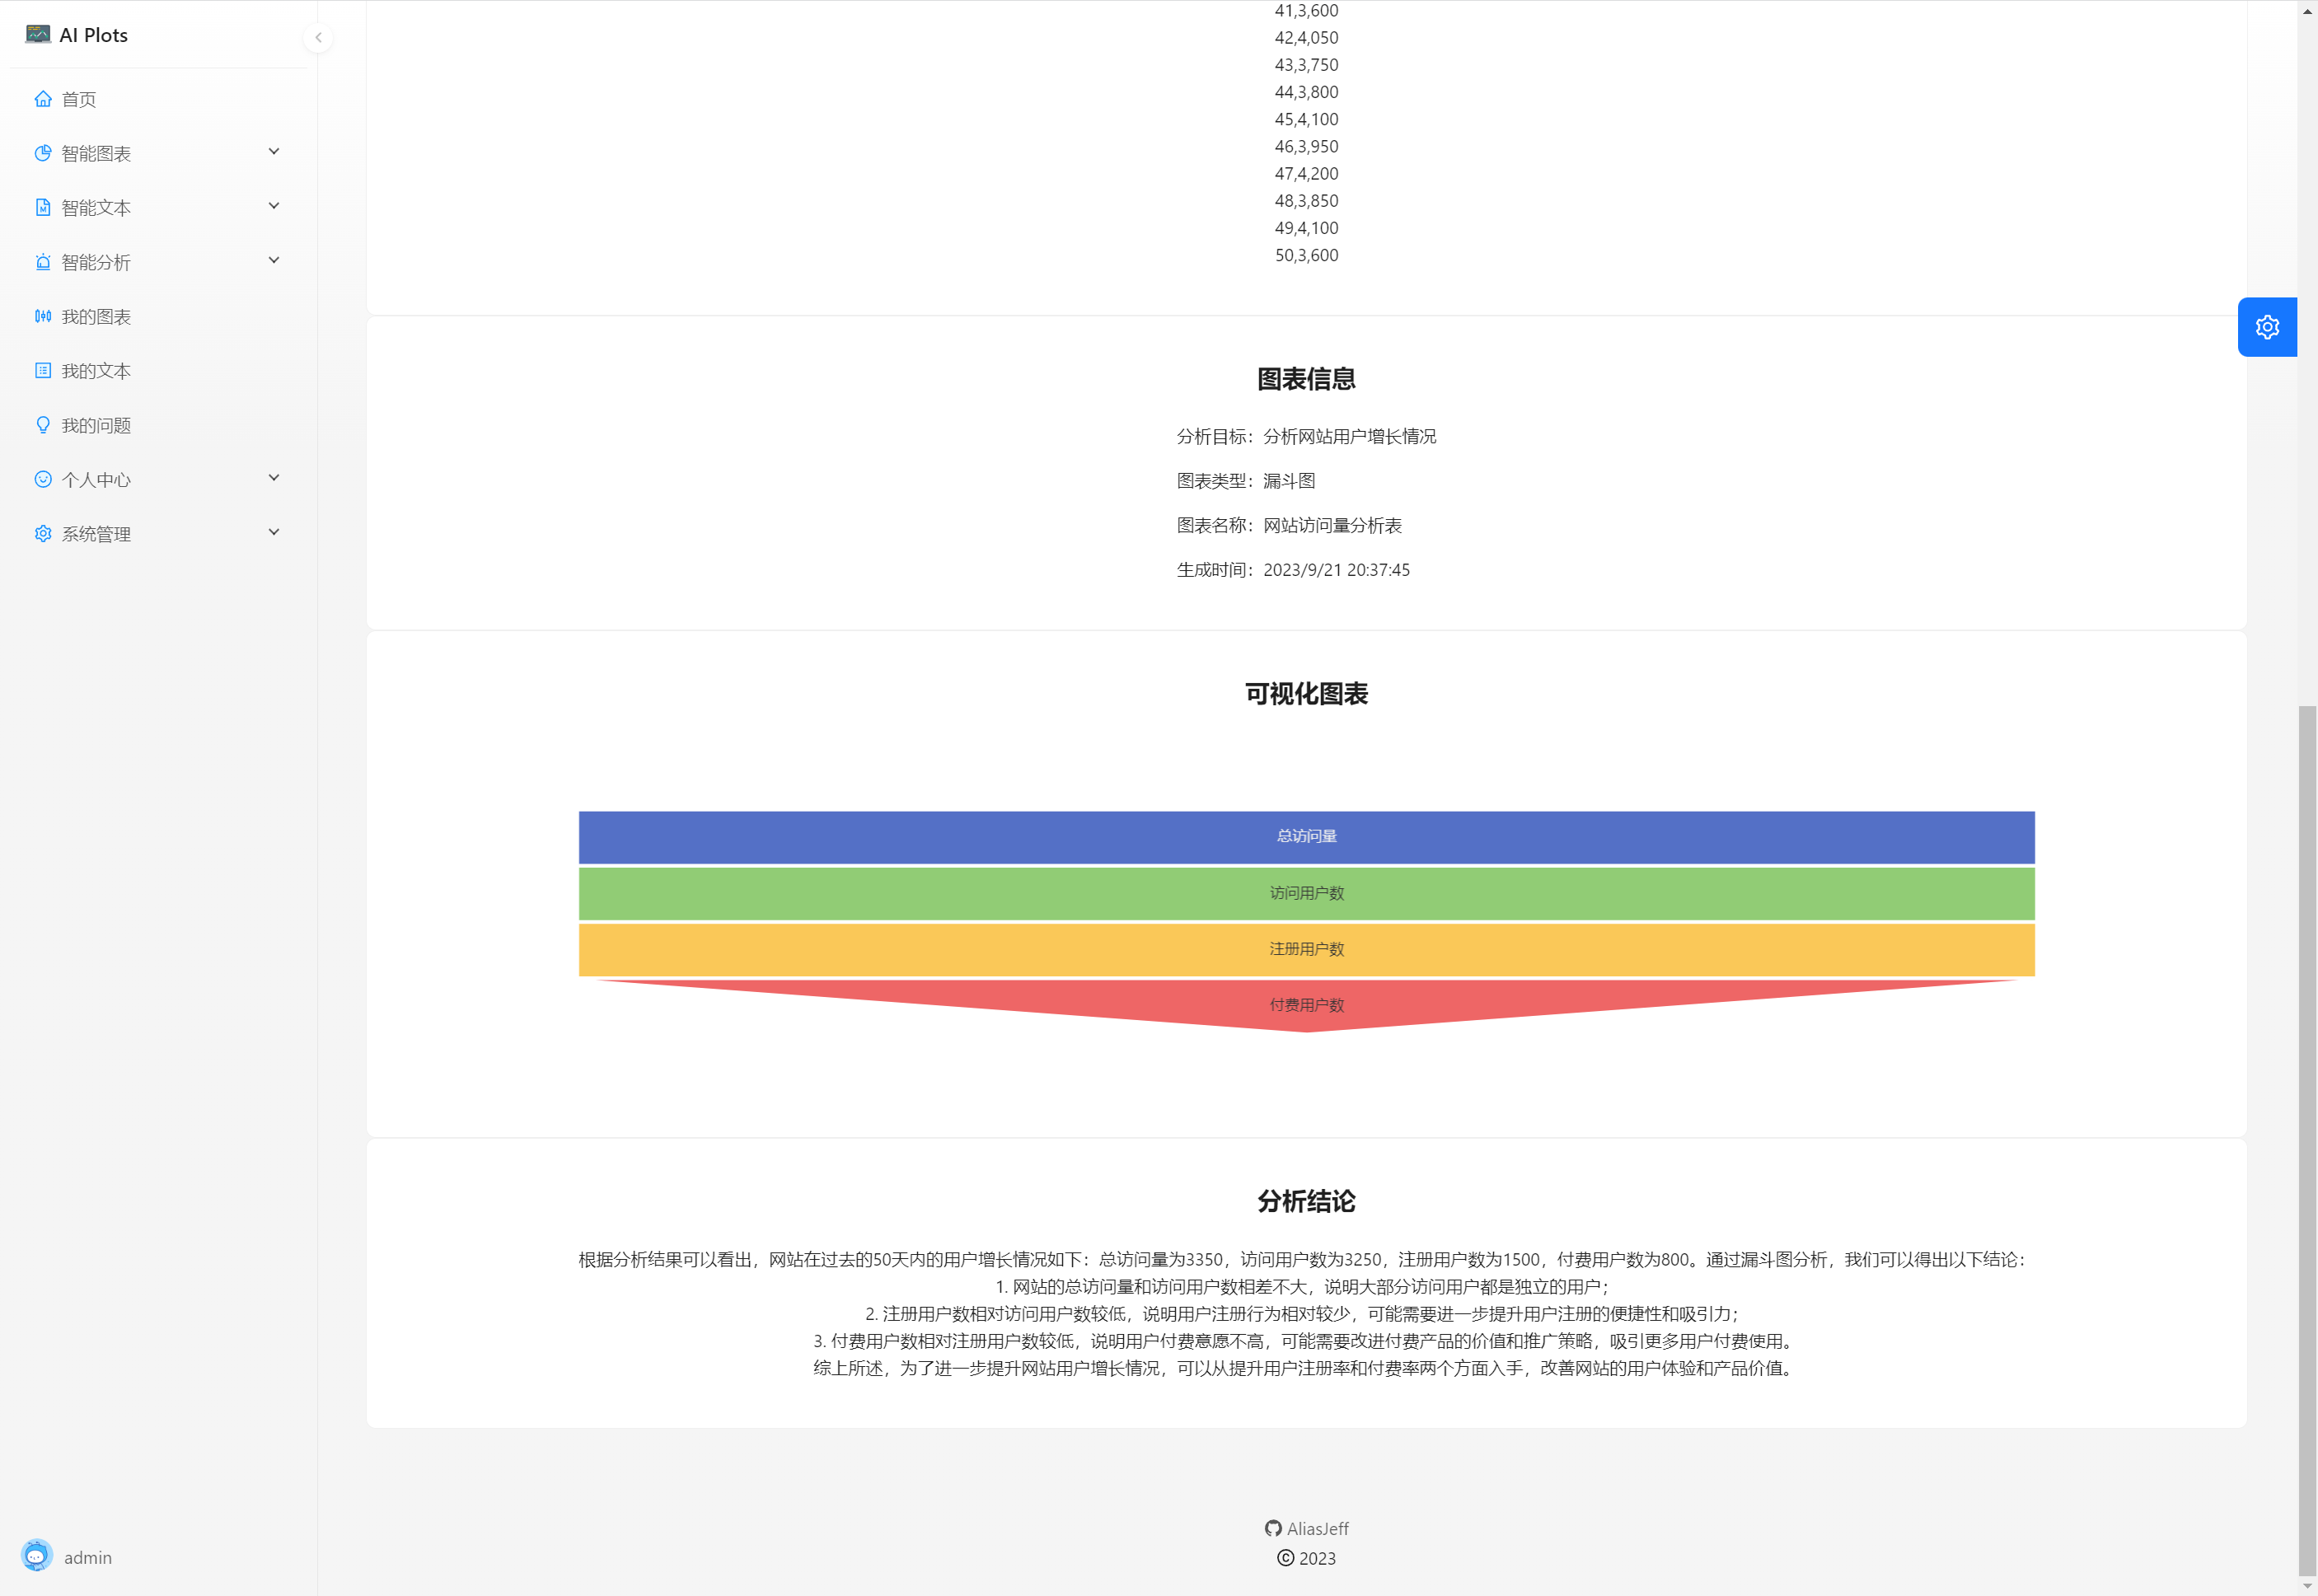 AI Plots
首页
智能图表
智能文本
智能分析
我的图表
我的文本
我的问题
个人中心
系统管理
admin
41,3,600
42,4,050
43,3,750
44,3,800
45,4,100
46,3,950
47,4,200
48,3,850
49,4,100
50,3,600
图表信息
分析目标：分析网站用户增长情况
图表类型：漏斗图
图表名称：网站访问量分析表
生成时间：2023/9/21 20:37:45
可视化图表
总访问量
访问用户数
注册用户数
付费用户数
分析结论
根据分析结果可以看出，网站在过去的50天内的用户增长情况如下：总访问量为3350，访问用户数为3250，注册用户数为1500，付费用户数为800。通过漏斗图分析，我们可以得出以下结论：
1. 网站的总访问量和访问用户数相差不大，说明大部分访问用户都是独立的用户；
2. 注册用户数相对访问用户数较低，说明用户注册行为相对较少，可能需要进一步提升用户注册的便捷性和吸引力；
3. 付费用户数相对注册用户数较低，说明用户付费意愿不高，可能需要改进付费产品的价值和推广策略，吸引更多用户付费使用。
综上所述，为了进一步提升网站用户增长情况，可以从提升用户注册率和付费率两个方面入手，改善网站的用户体验和产品价值。
AliasJeff
© 2023